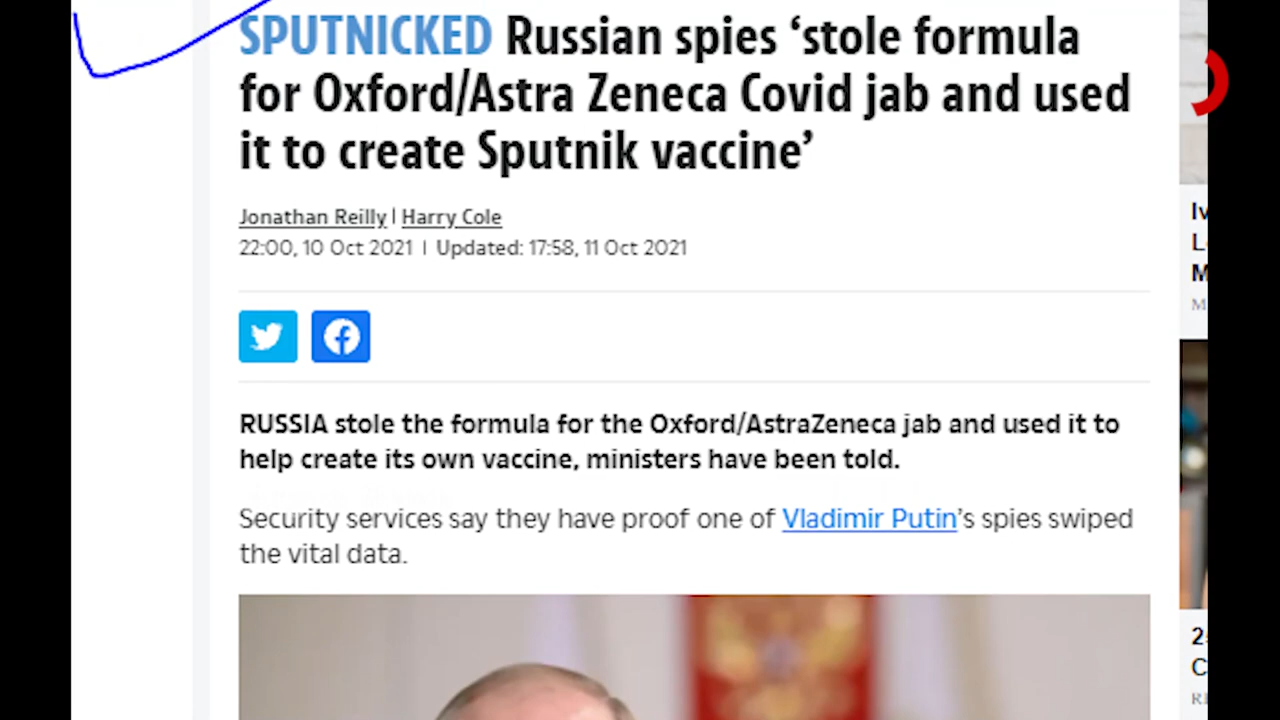 SPUTNICKED Russian spies ‘stole formula
for Oxford/Astra Zeneca Covid jab and used
it to create Sputnik vaccine’
Jonathan Reilly | Harry Cole
22:00, 10 Oct 2021 | Updated: 17:58, 11 Oct 2021
RUSSIA stole the formula for the Oxford/AstraZeneca jab and used it to
help create its own vaccine, ministers have been told.
Security services say they have proof one of Vladimir Putin’s spies swiped
the vital data.